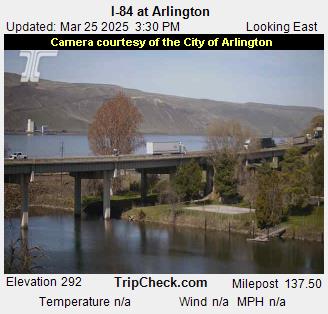 I-84 at Arlington
Updated: Mar 25 2025 3:30 PM Looking East
Camera courtesy of the City of Arlington
Elevation 292 TripCheck.com Milepost 137.50
Temperature n/a Wind n/a MPH n/a